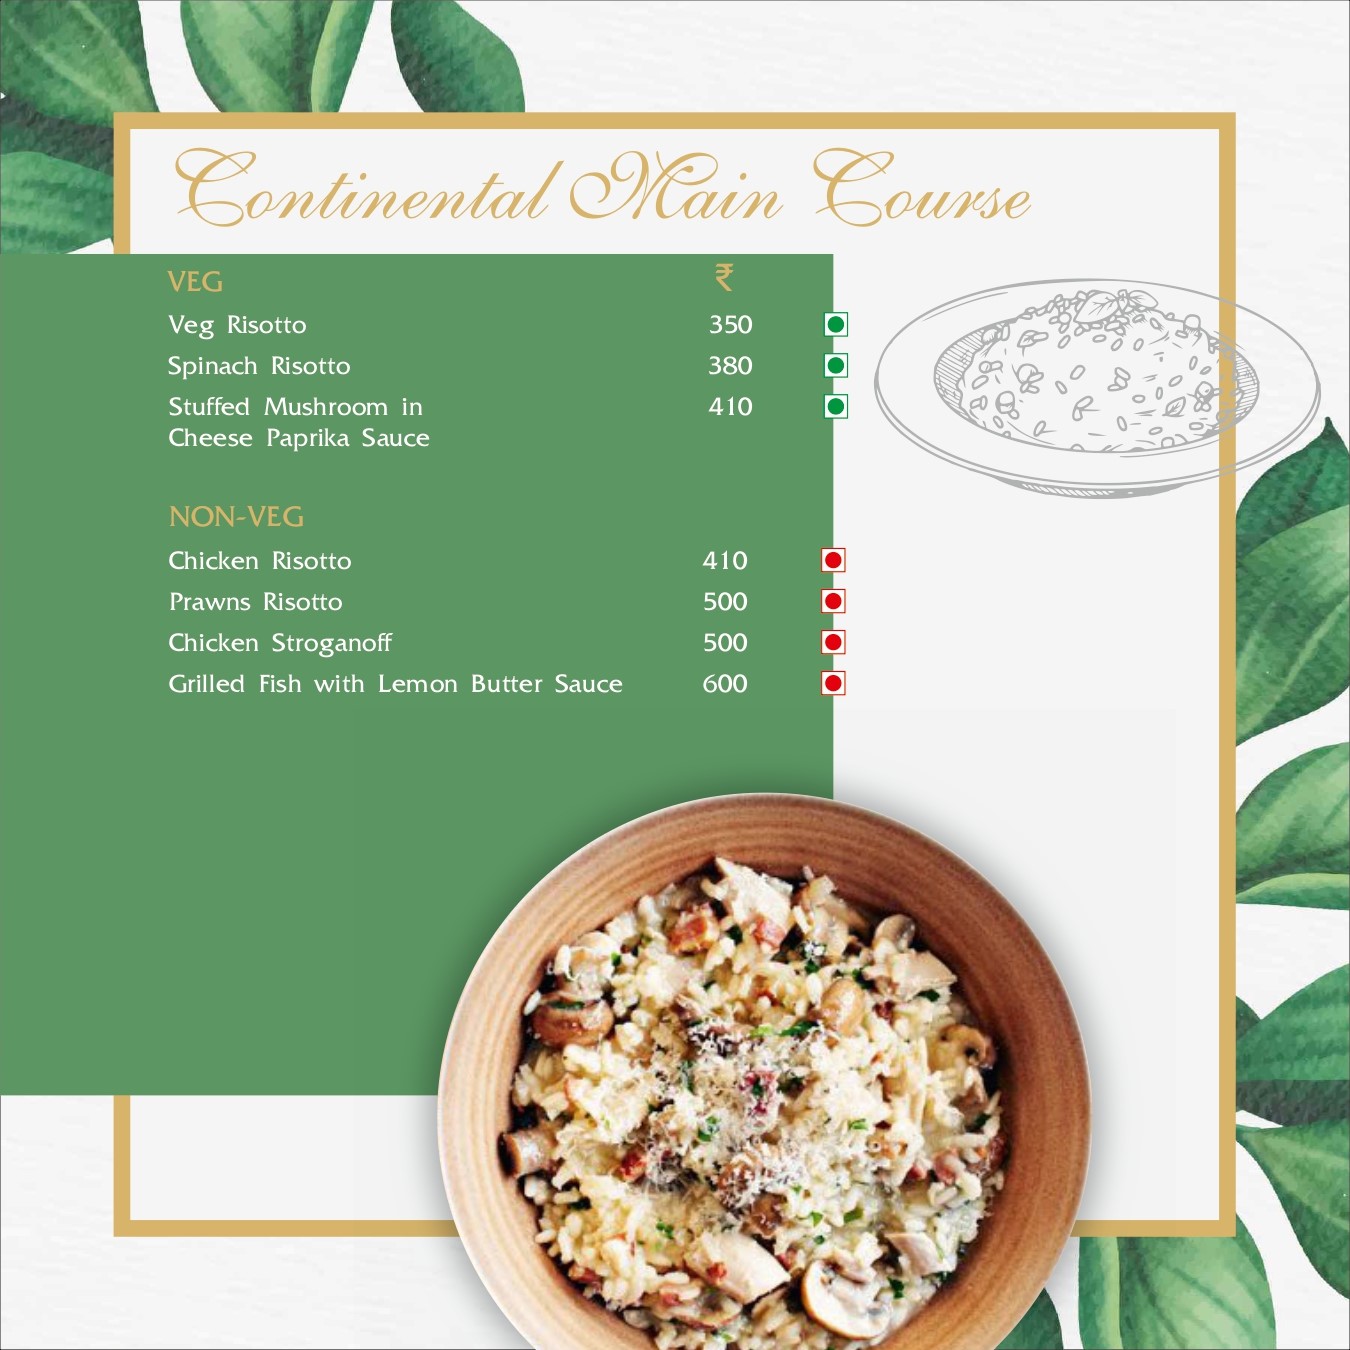 Continental Main Course
VEG ₹
Veg Risotto 350
Spinach Risotto 380
Stuffed Mushroom in 410
Cheese Paprika Sauce
NON-VEG
Chicken Risotto 410
Prawns Risotto 500
Chicken Stroganoff 500
Grilled Fish with Lemon Butter Sauce 600